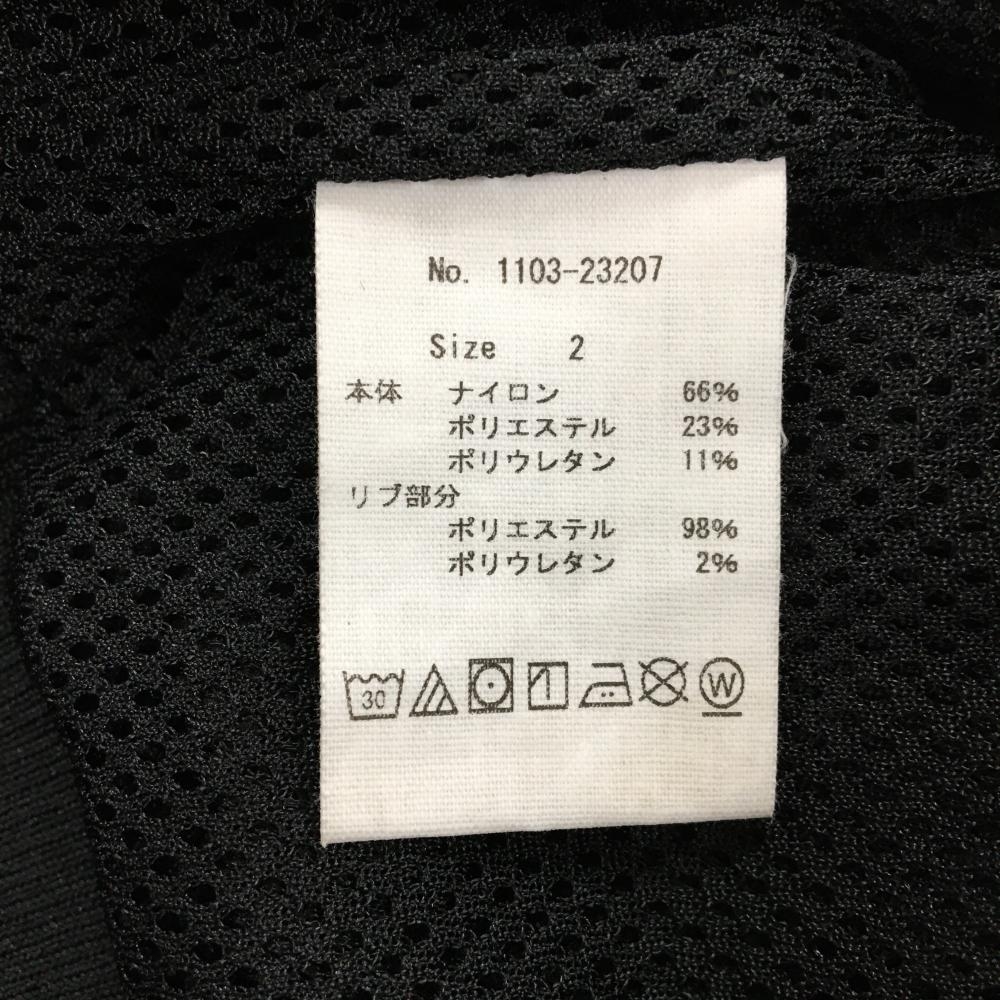 No. 1103-23207
Size 2
本体 ナイロン 66%
ポリエステル 23%
ポリウレタン 11%
リブ部分
ポリエステル 98%
ポリウレタン 2%
30 W